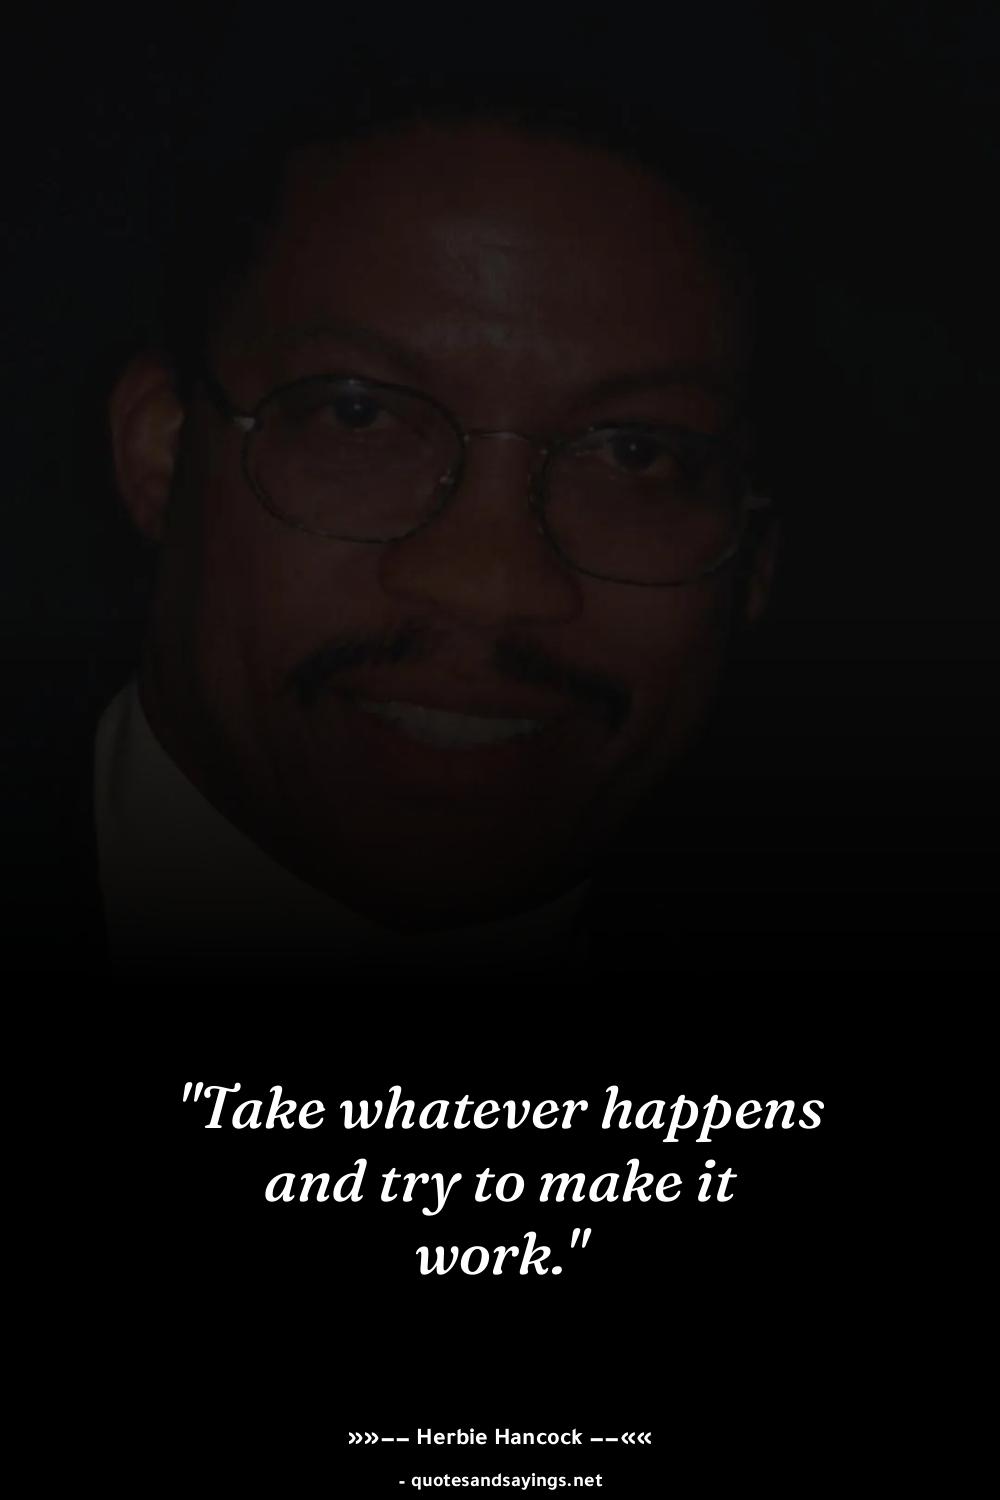 "Take whatever happens
and try to make it
work."
»»–– Herbie Hancock ––««
- quotesandsayings.net